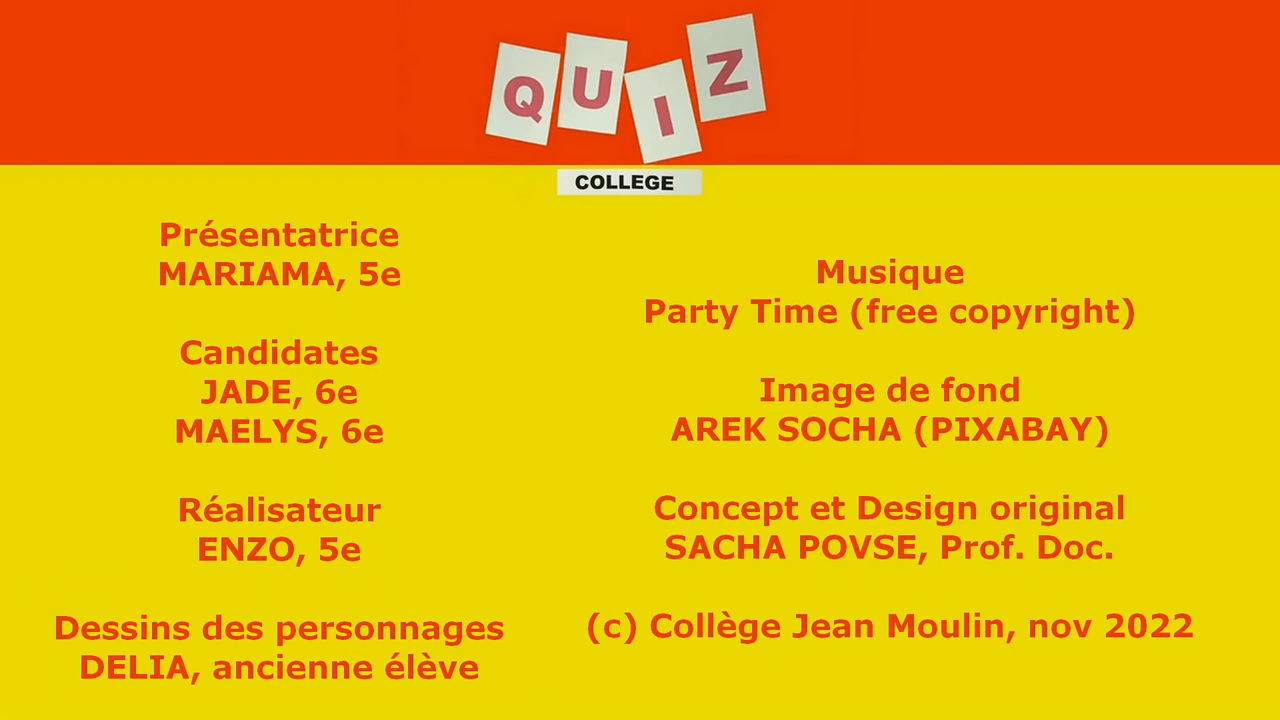 QUIZ
COLLEGE
Présentatrice
MARIAMA, 5e
Candidates
JADE, 6e
MAELYS, 6e
Réalisateur
ENZO, 5e
Dessins des personnages
DELIA, ancienne élève
Musique
Party Time (free copyright)
Image de fond
AREK SOCHA (PIXABAY)
Concept et Design original
SACHA POVSE, Prof. Doc.
(c) Collège Jean Moulin, nov 2022